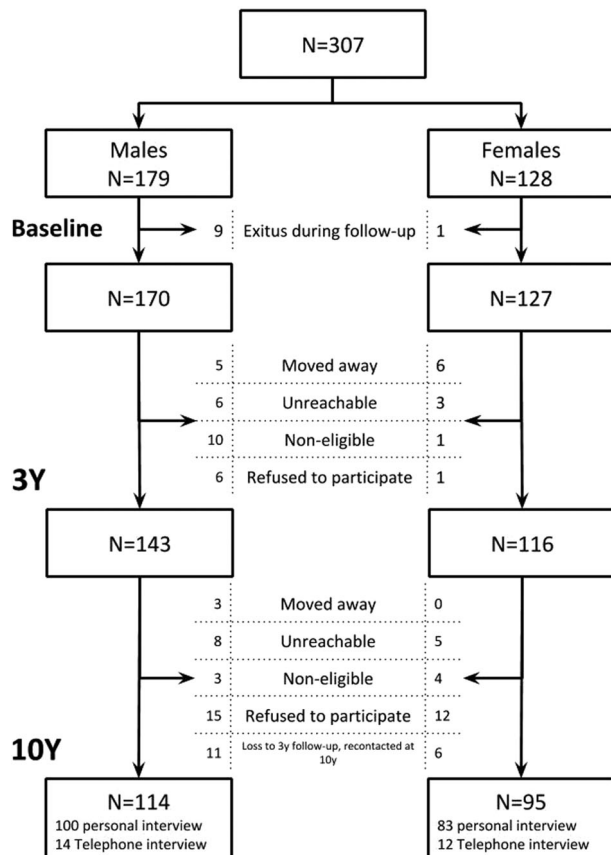 N=307
Males
N=179
Females
N=128
Baseline
9 Exitus during follow-up 1
N=170
N=127
5 Moved away 6
6 Unreachable 3
10 Non-eligible 1
6 Refused to participate 1
3Y
N=143
N=116
3 Moved away 0
8 Unreachable 5
3 Non-eligible 4
15 Refused to participate 12
11 Loss to 3y follow-up, recontacted at 6
10y
10Y
N=114
100 personal interview
14 Telephone interview
N=95
83 personal interview
12 Telephone interview